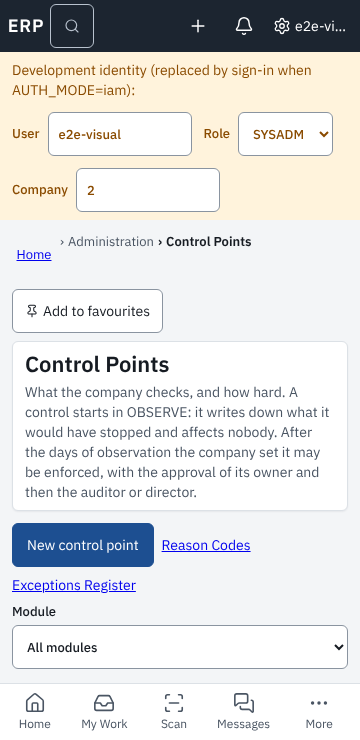 ERP e2e-vi...
Development identity (replaced by sign-in when
AUTH_MODE=iam):
User e2e-visual Role SYSADM
Company 2
Home › Administration › Control Points
Add to favourites
Control Points
What the company checks, and how hard. A
control starts in OBSERVE: it writes down what it
would have stopped and affects nobody. After
the days of observation the company set it may
be enforced, with the approval of its owner and
then the auditor or director.
New control point Reason Codes
Exceptions Register
Module
All modules
Home My Work Scan Messages More